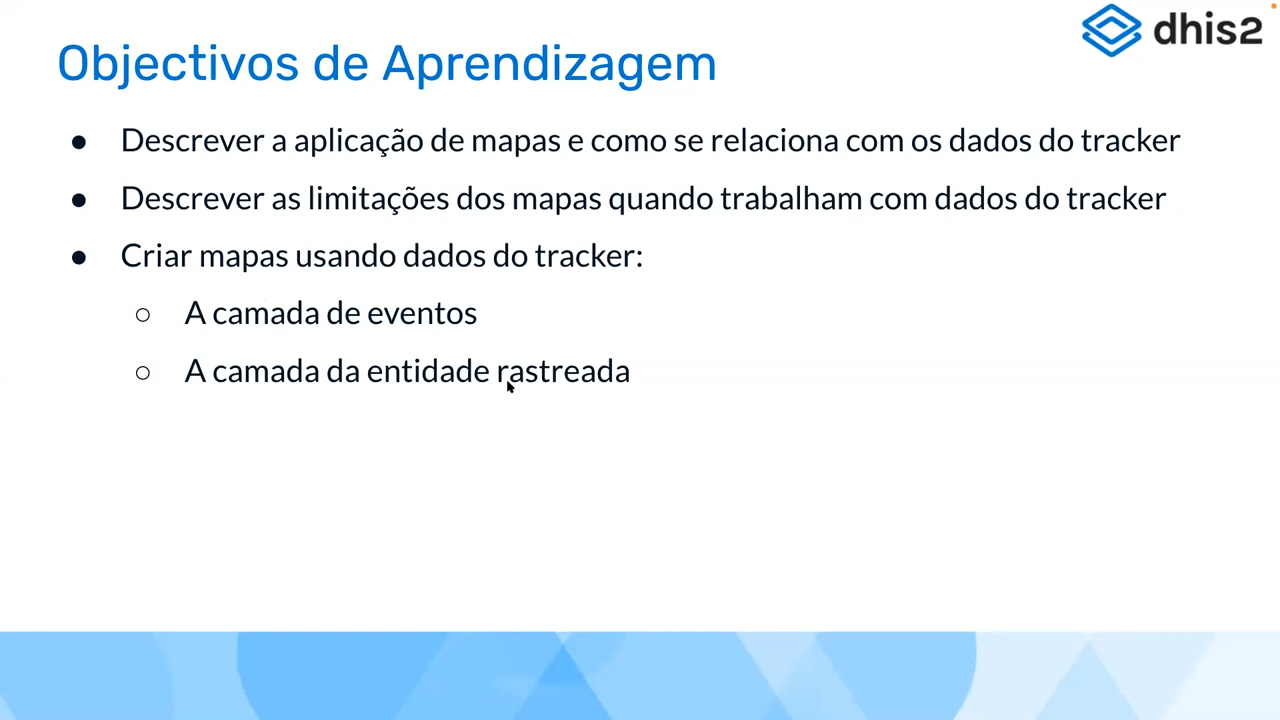 dhis2
Objectivos de Aprendizagem
● Descrever a aplicação de mapas e como se relaciona com os dados do tracker
● Descrever as limitações dos mapas quando trabalham com dados do tracker
● Criar mapas usando dados do tracker:
○ A camada de eventos
○ A camada da entidade rastreada